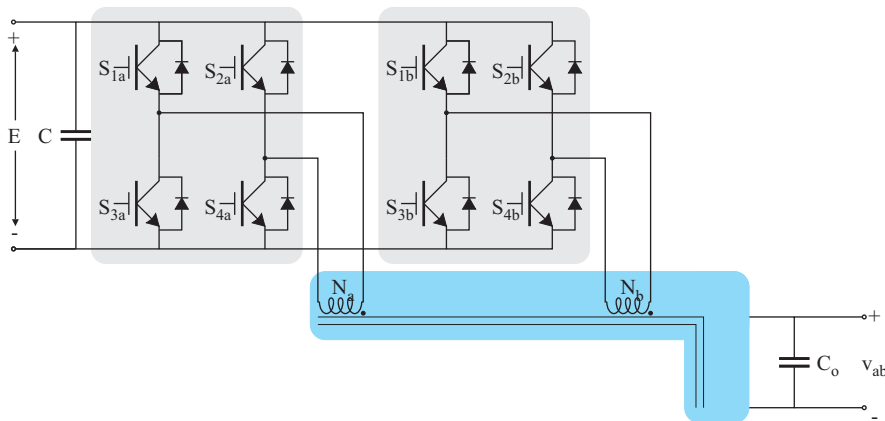 +
E
-
C
S1a
S2a
S3a
S4a
S1b
S2b
S3b
S4b
Na
Nb
+
Co
vab
-